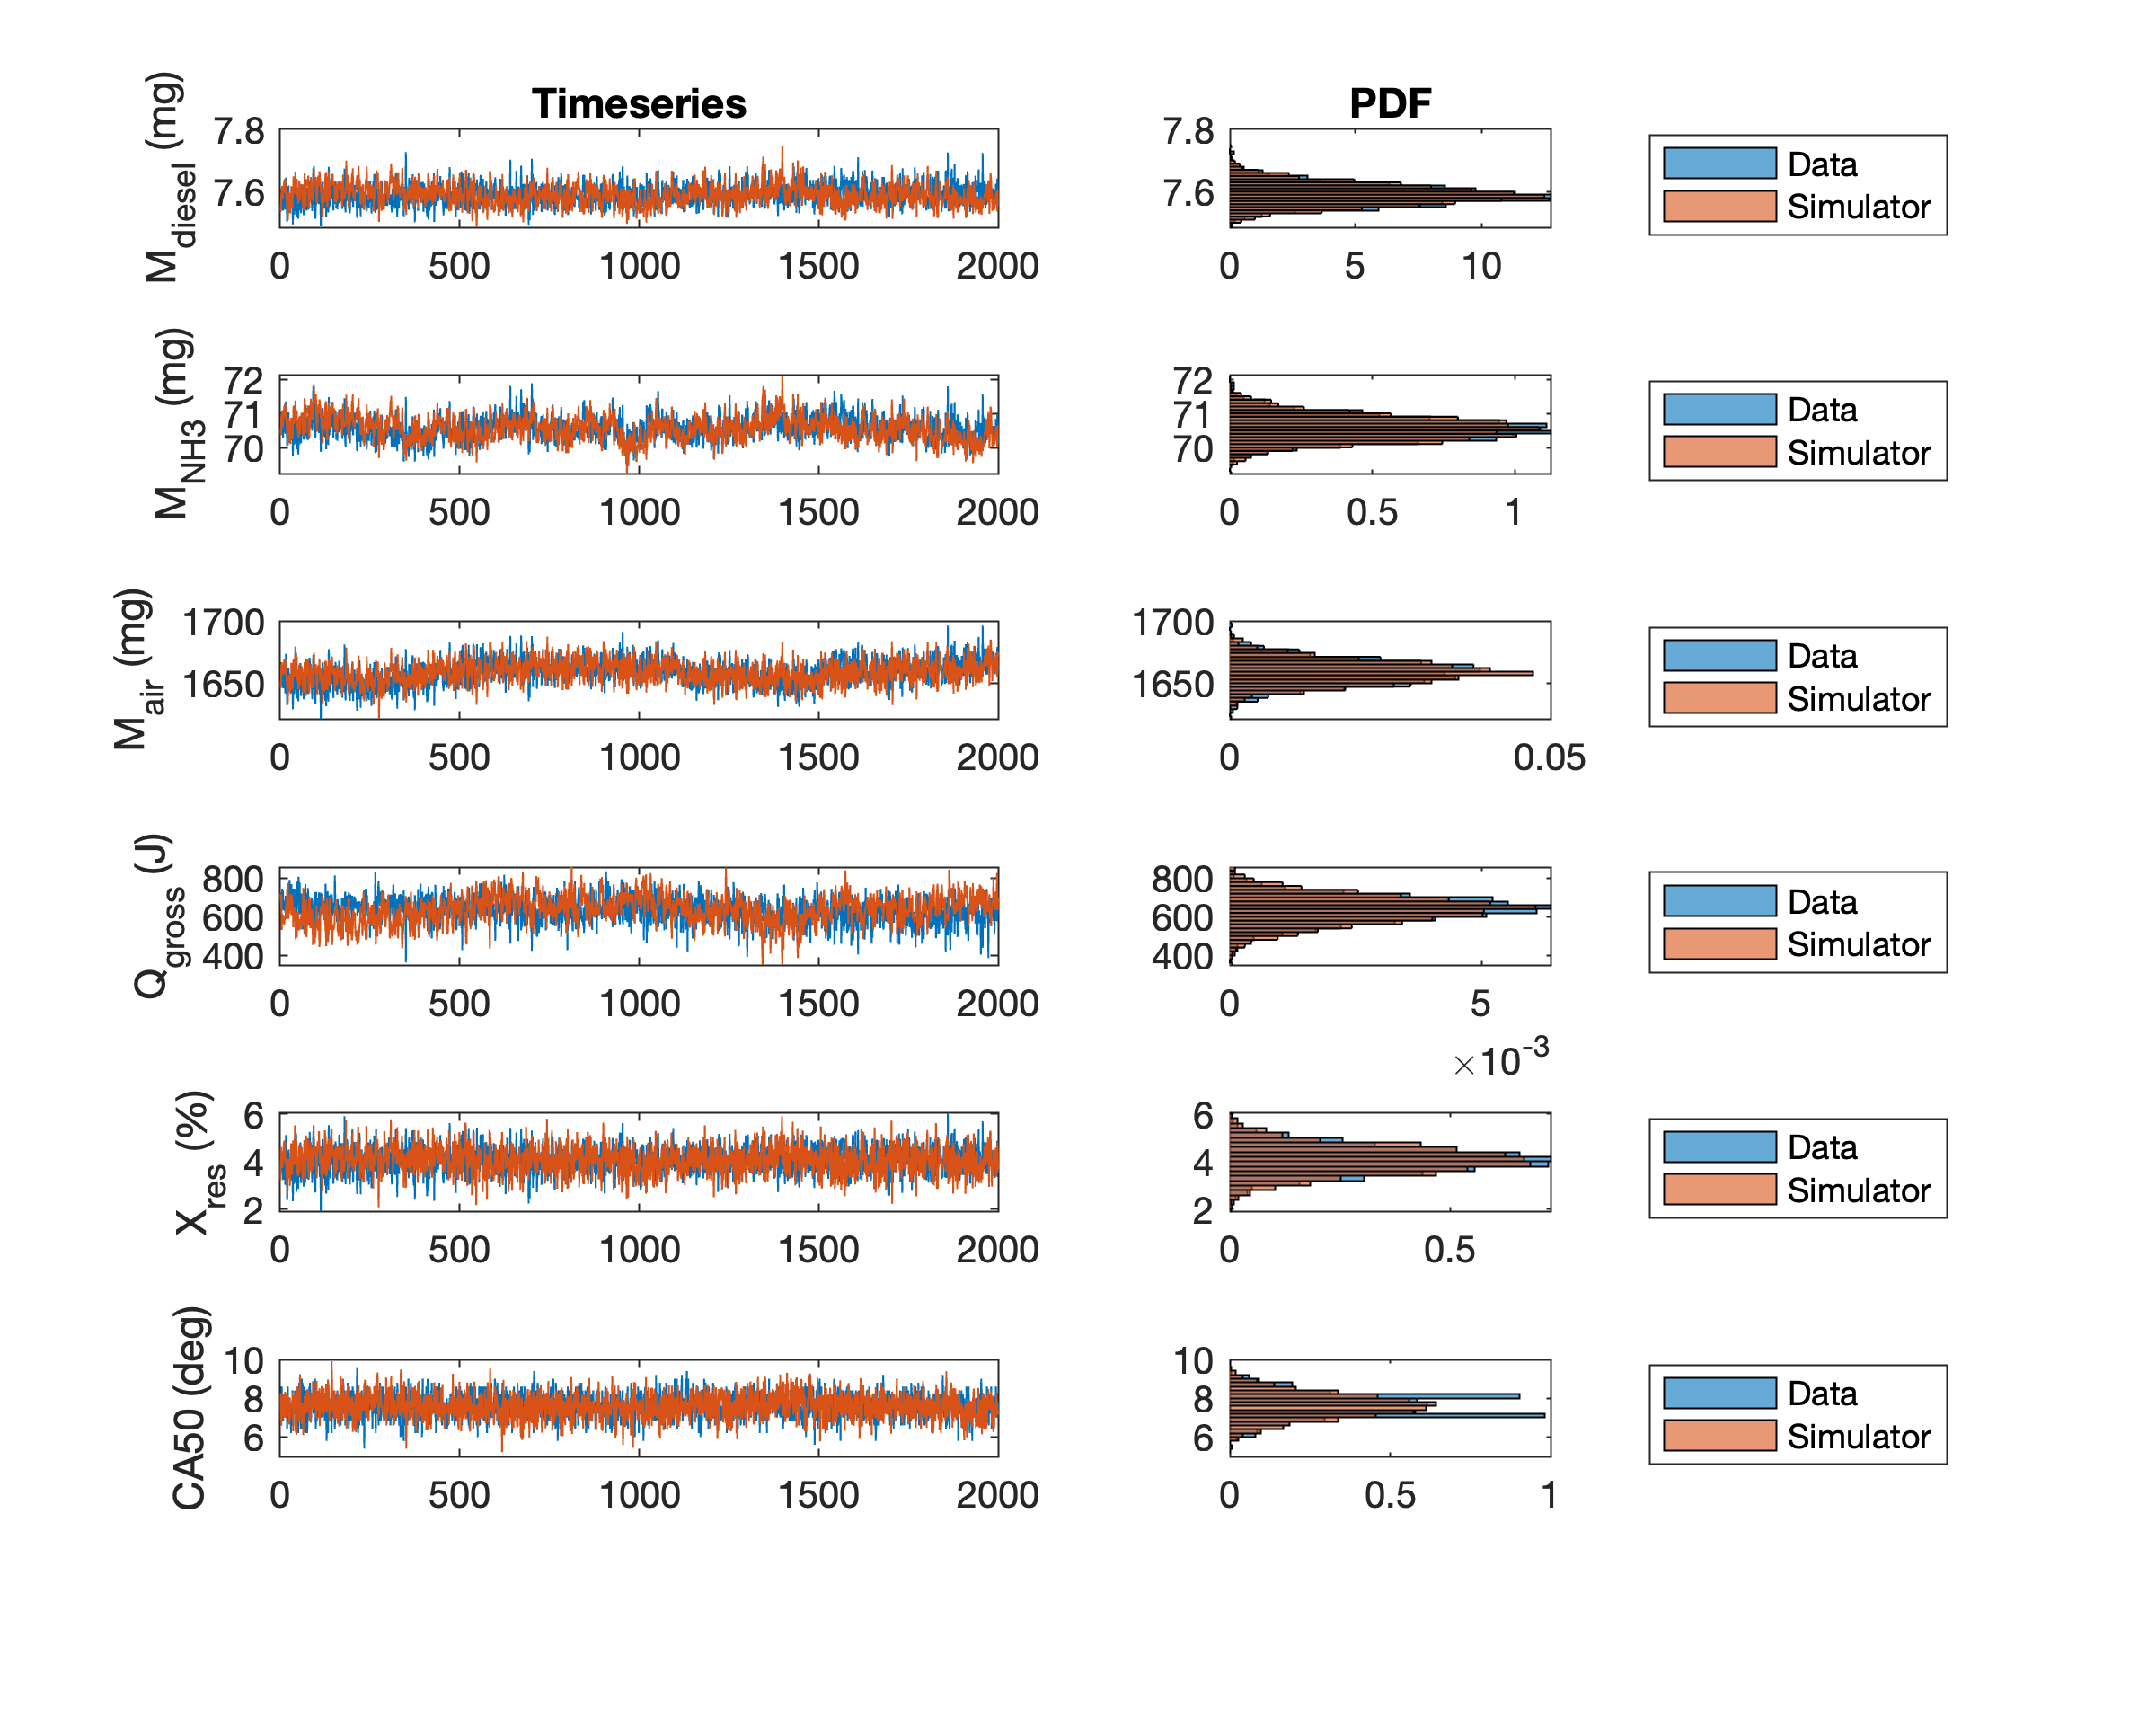 Timeseries
PDF
M_diesel (mg)
7.8
7.6
0 500 1000 1500 2000
7.8
7.6
0 5 10
Data
Simulator
M_NH3 (mg)
72
71
70
0 500 1000 1500 2000
72
71
70
0 0.5 1
Data
Simulator
M_air (mg)
1700
1650
0 500 1000 1500 2000
1700
1650
0 0.05
Data
Simulator
Q_gross (J)
800
600
400
0 500 1000 1500 2000
800
600
400
0 5
×10^-3
Data
Simulator
X_res (%)
6
4
2
0 500 1000 1500 2000
6
4
2
0 0.5
Data
Simulator
CA50 (deg)
10
8
6
0 500 1000 1500 2000
10
8
6
0 0.5 1
Data
Simulator